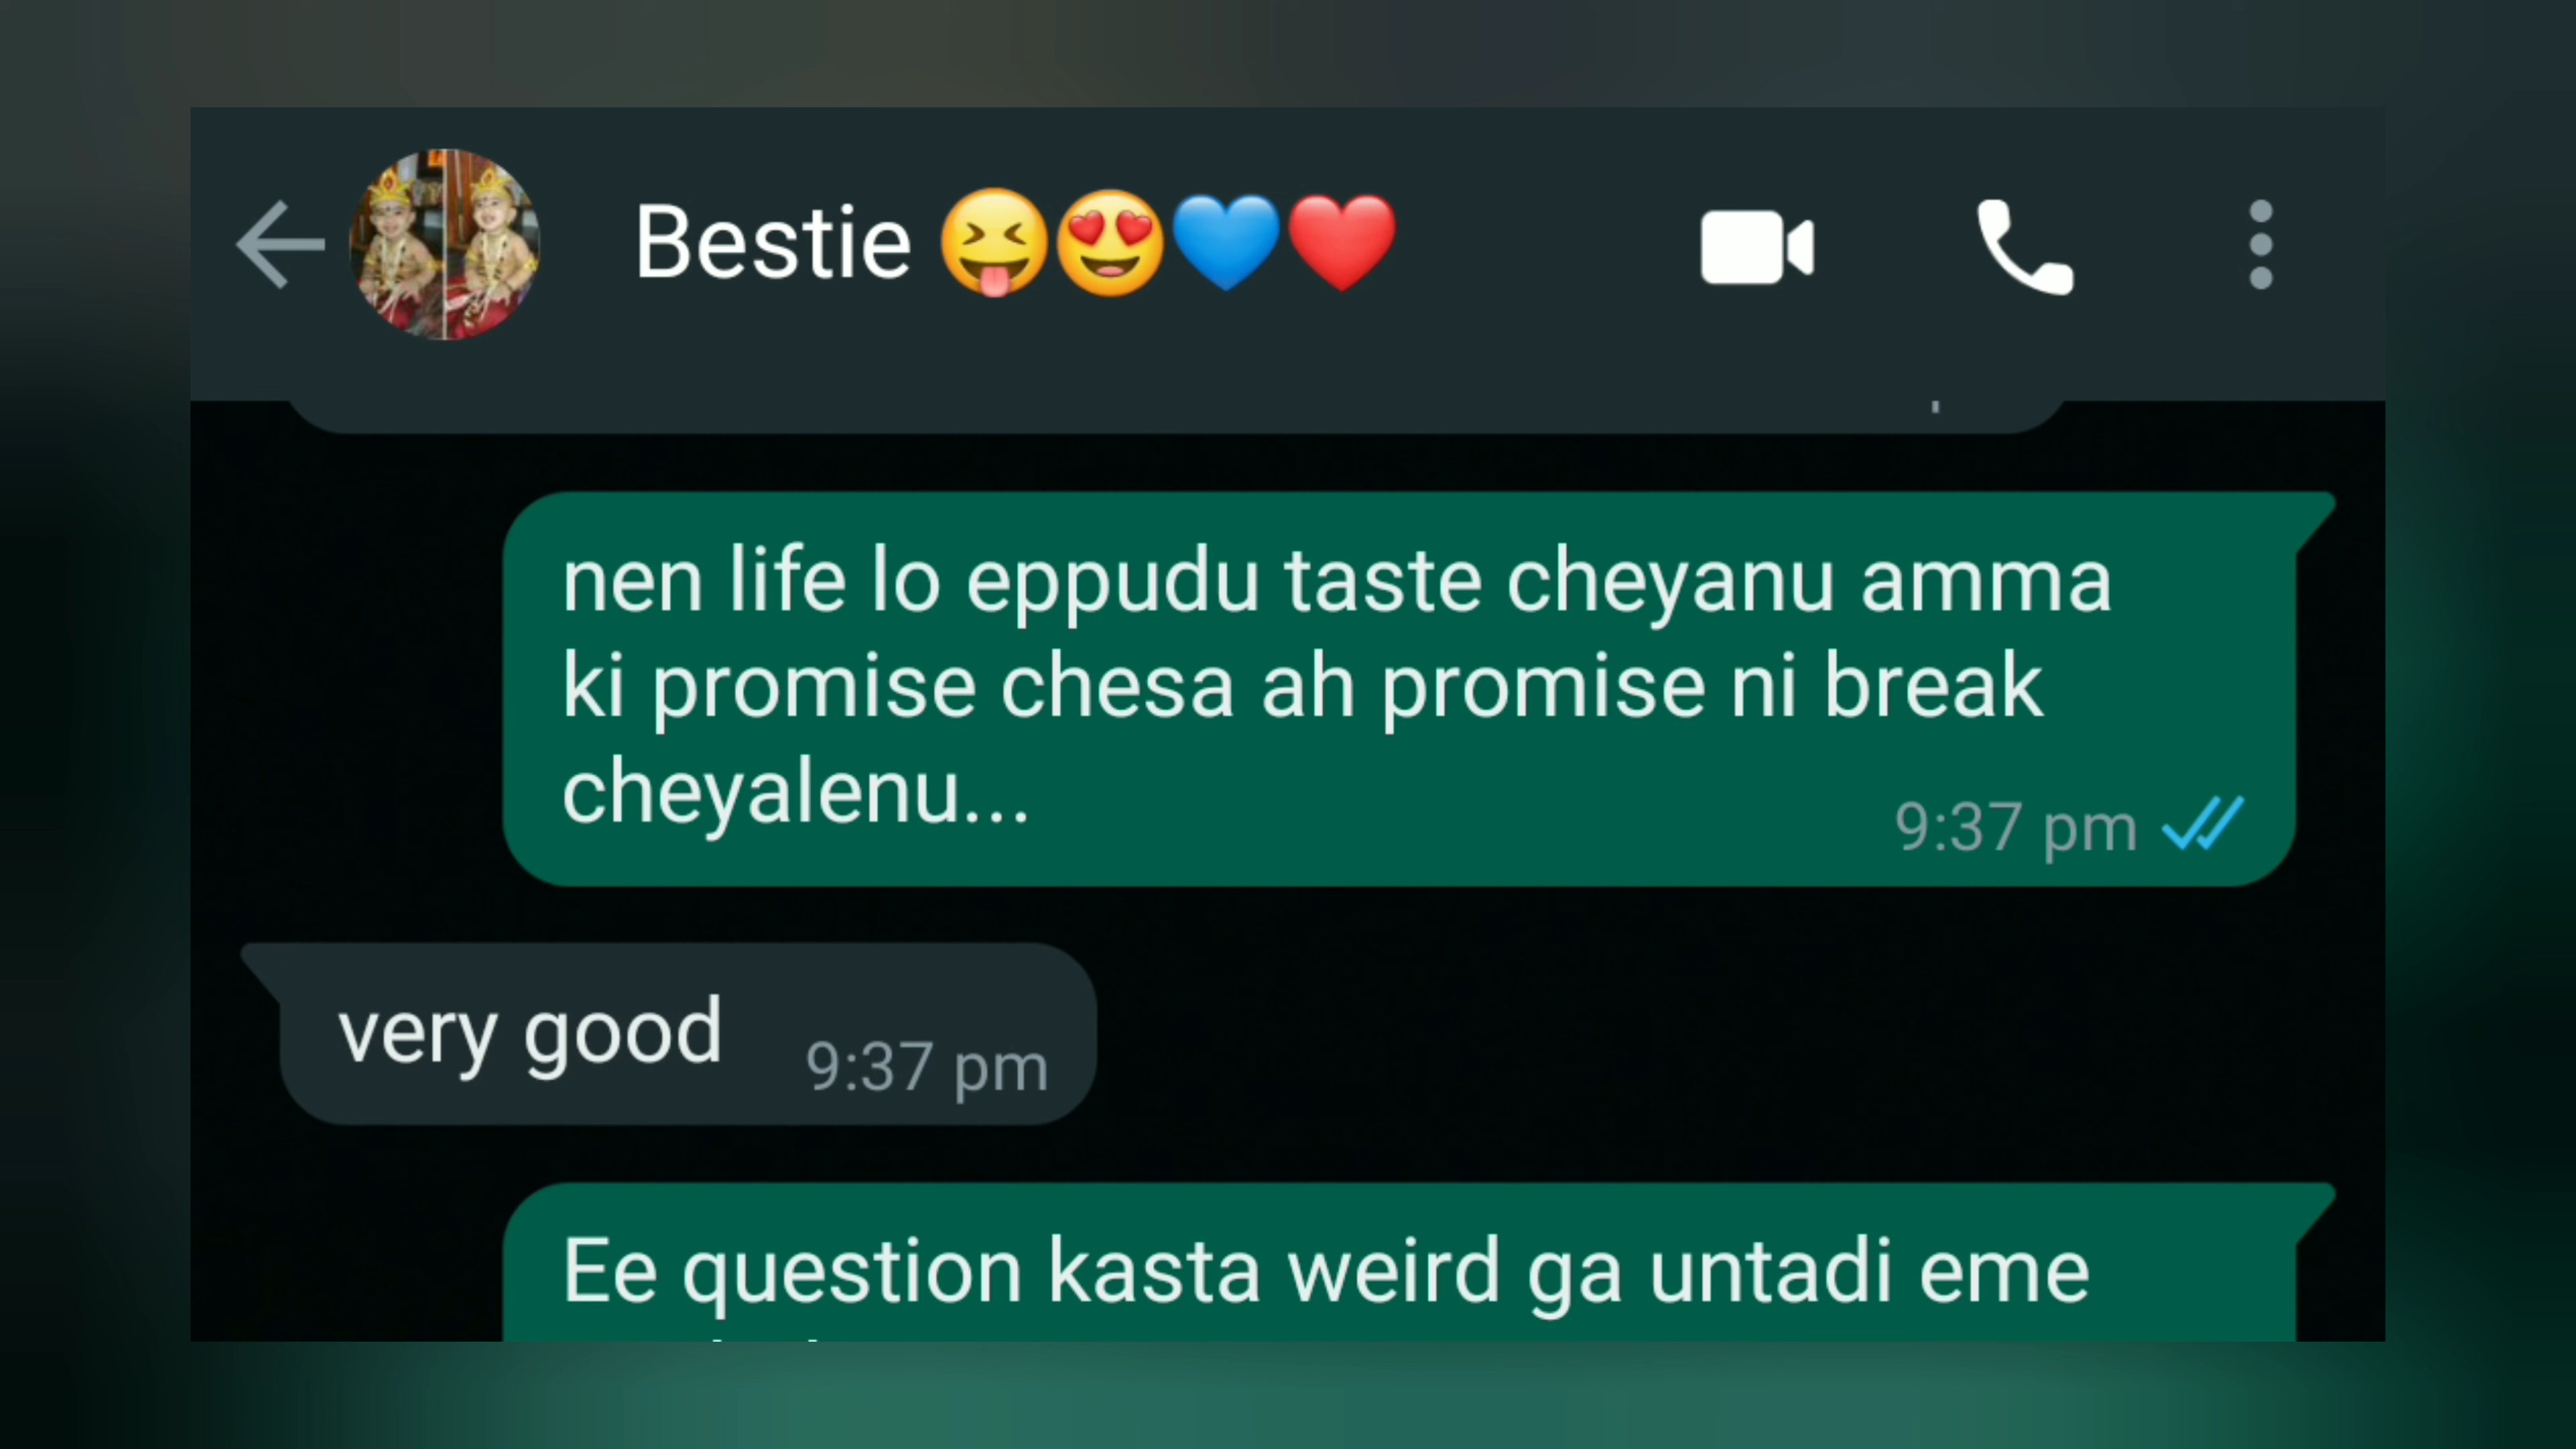 Bestie 😝😍💙❤️
nen life lo eppudu taste cheyanu amma
ki promise chesa ah promise ni break
cheyalenu...
9:37 pm
very good
9:37 pm
Ee question kasta weird ga untadi eme